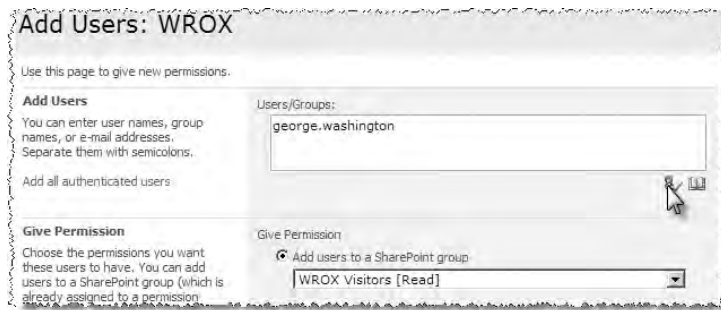 Add Users: WROX
Use this page to give new permissions.
Add Users
You can enter user names, group
names, or e-mail addresses.
Separate them with semicolons.
Add all authenticated users
Users/Groups:
george.washington
Give Permission
Choose the permissions you want
these users to have. You can add
users to a SharePoint group (which is
already assigned to a permission
Give Permission
Add users to a SharePoint group
WROX Visitors [Read]